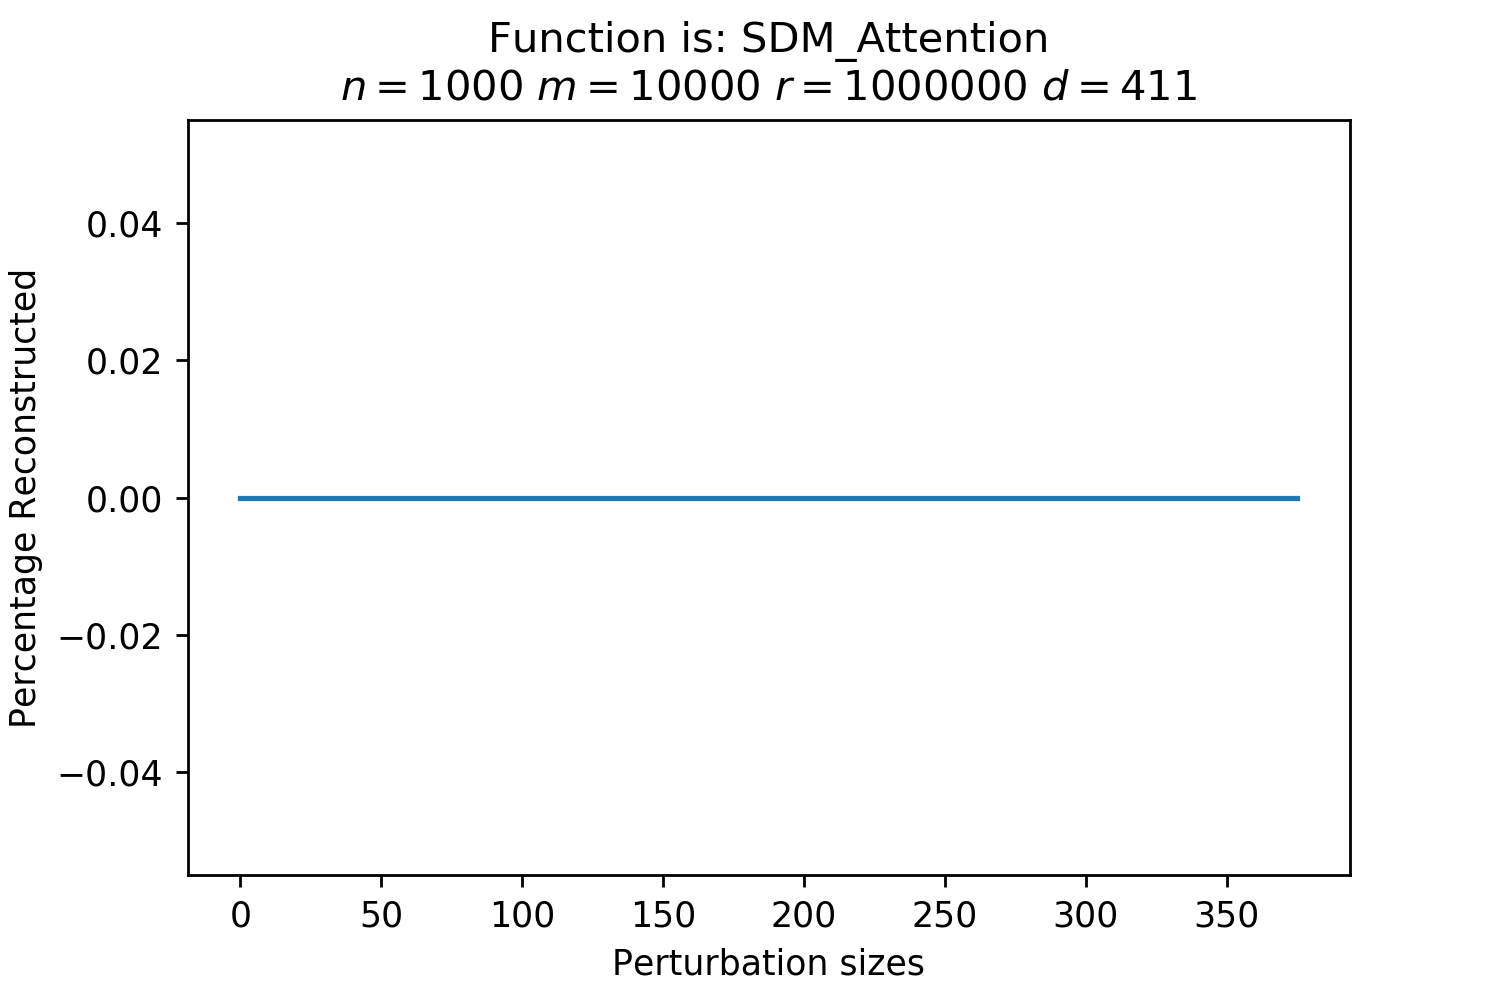 Function is: SDM_Attention
n = 1000 m = 10000 r = 1000000 d = 411
Percentage Reconstructed
0.04
0.02
0.00
−0.02
−0.04
0 50 100 150 200 250 300 350
Perturbation sizes